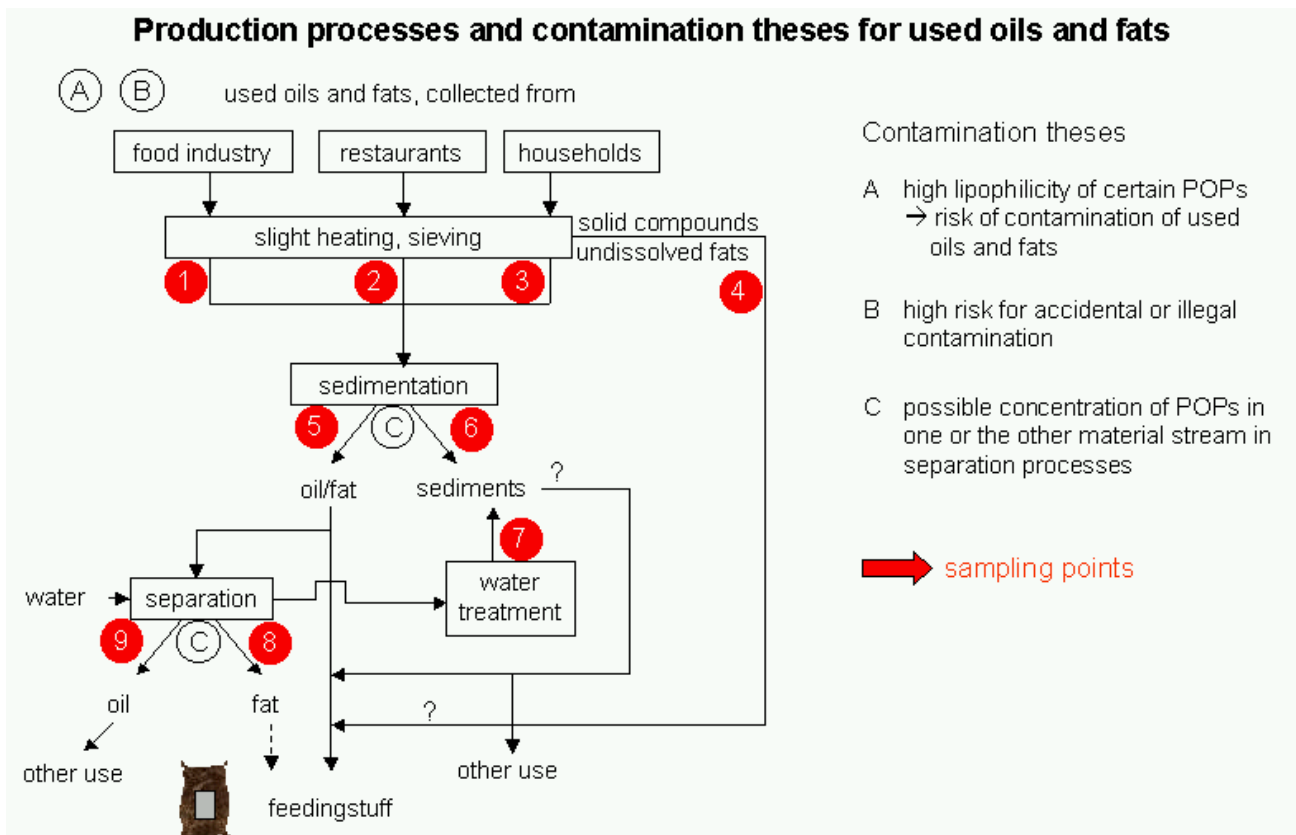 Production processes and contamination theses for used oils and fats
A
B
used oils and fats, collected from
food industry
restaurants
households
slight heating, sieving
solid compounds
undissolved fats
1
2
3
4
sedimentation
5
C
6
oil/fat
sediments
?
7
water
separation
water
treatment
9
C
8
oil
fat
?
other use
other use
feedingstuff
Contamination theses
A high lipophilicity of certain POPs
→ risk of contamination of used
oils and fats
B high risk for accidental or illegal
contamination
C possible concentration of POPs in
one or the other material stream in
separation processes
sampling points